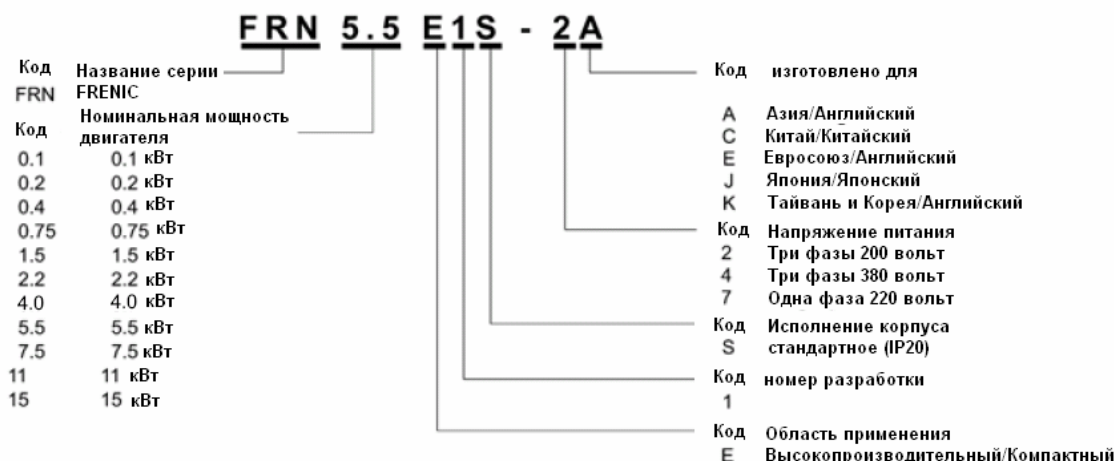 FRN 5.5 E1S - 2A
Код Название серии
FRN FRENIC
Код Номинальная мощность
двигателя
0.1 0.1 кВт
0.2 0.2 кВт
0.4 0.4 кВт
0.75 0.75 кВт
1.5 1.5 кВт
2.2 2.2 кВт
4.0 4.0 кВт
5.5 5.5 кВт
7.5 7.5 кВт
11 11 кВт
15 15 кВт
Код изготовлено для
A Азия/Английский
C Китай/Китайский
E Евросоюз/Английский
J Япония/Японский
K Тайвань и Корея/Английский
Код Напряжение питания
2 Три фазы 200 вольт
4 Три фазы 380 вольт
7 Одна фаза 220 вольт
Код Исполнение корпуса
S стандартное (IP20)
Код номер разработки
1
Код Область применения
E Высокопроизводительный/Компактный